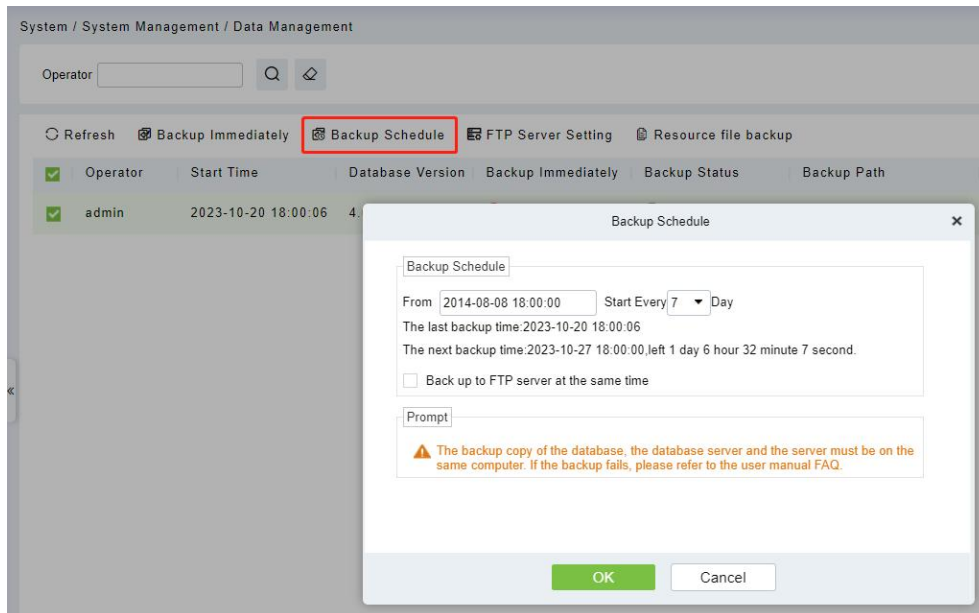 System / System Management / Data Management
Operator
Refresh Backup Immediately Backup Schedule FTP Server Setting Resource file backup
Operator Start Time Database Version Backup Immediately Backup Status Backup Path
admin 2023-10-20 18:00:06 4.
Backup Schedule ×
Backup Schedule
From 2014-08-08 18:00:00 Start Every 7 Day
The last backup time:2023-10-20 18:00:06
The next backup time:2023-10-27 18:00:00,left 1 day 6 hour 32 minute 7 second.
Back up to FTP server at the same time
Prompt
The backup copy of the database, the database server and the server must be on the
same computer. If the backup fails, please refer to the user manual FAQ.
OK Cancel